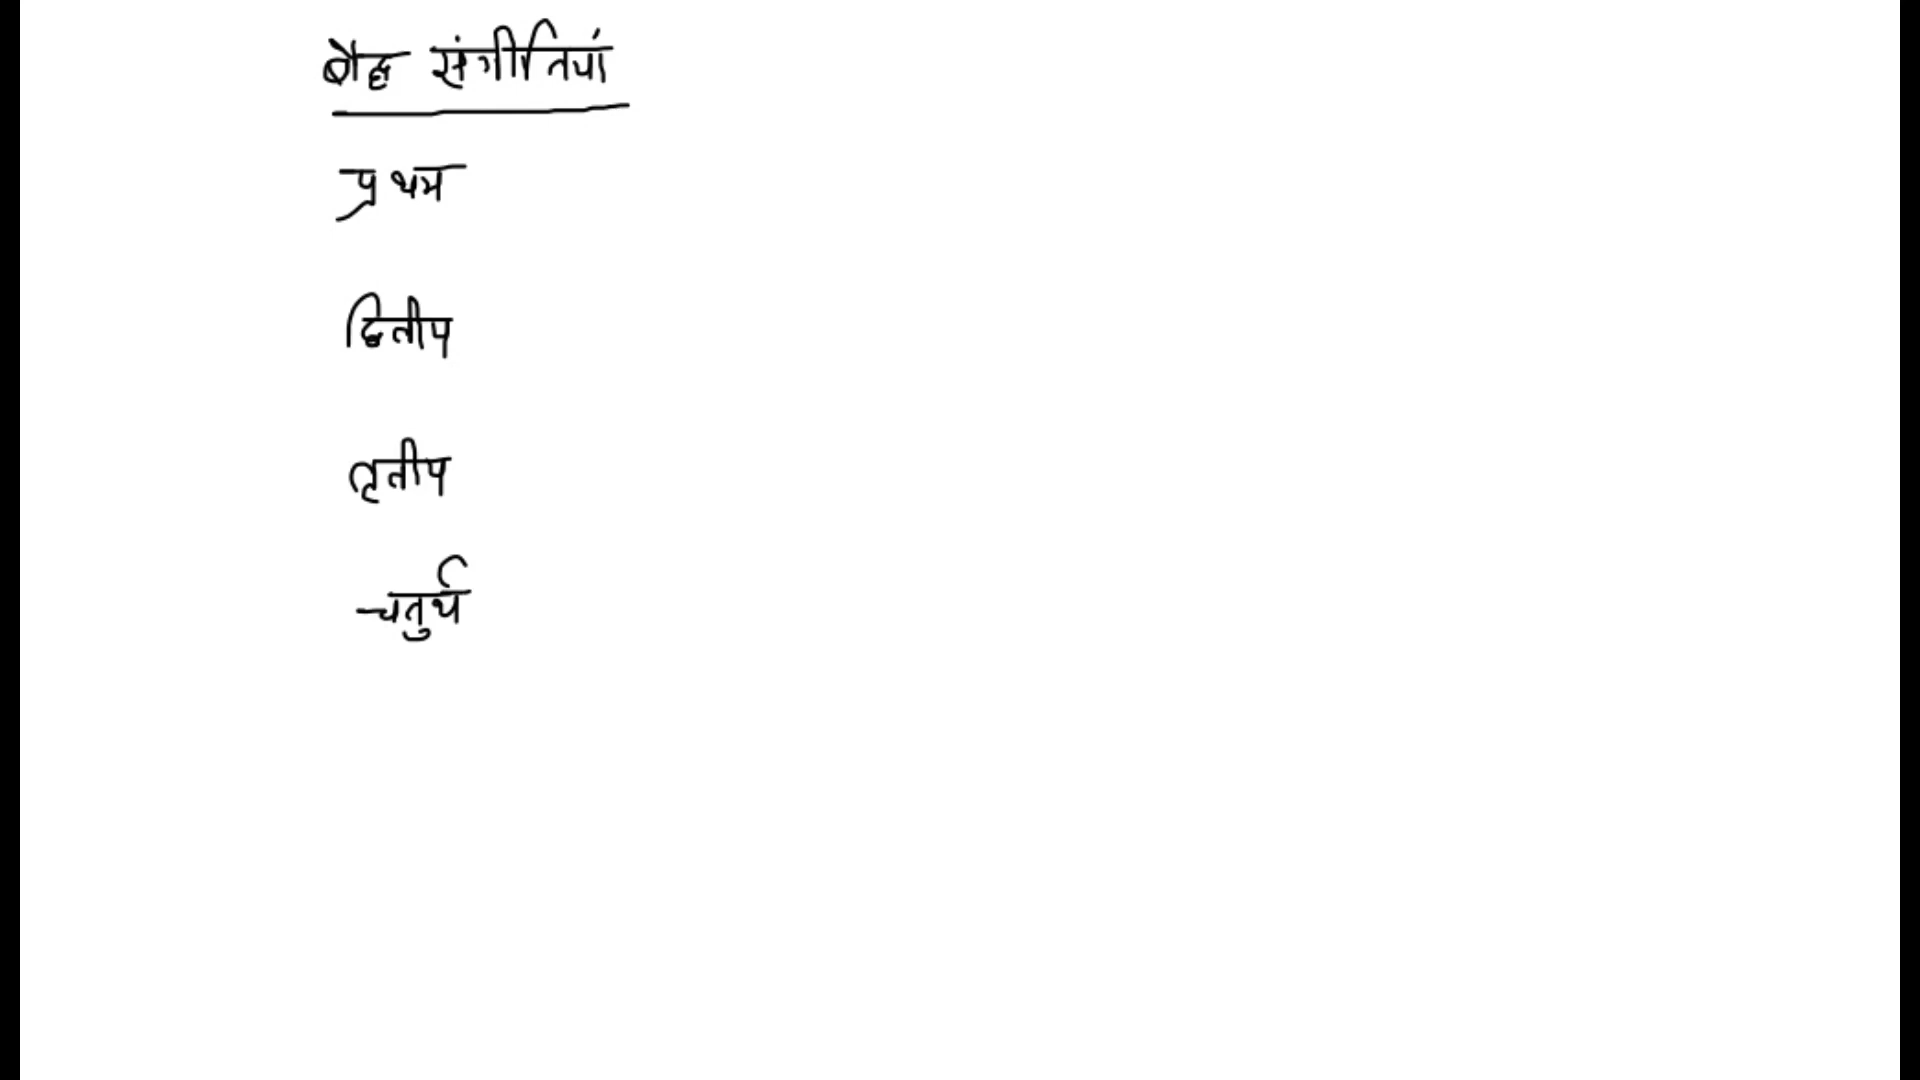 बौद्ध संगीतियां
प्रथम
द्वितीय
तृतीय
चतुर्थ